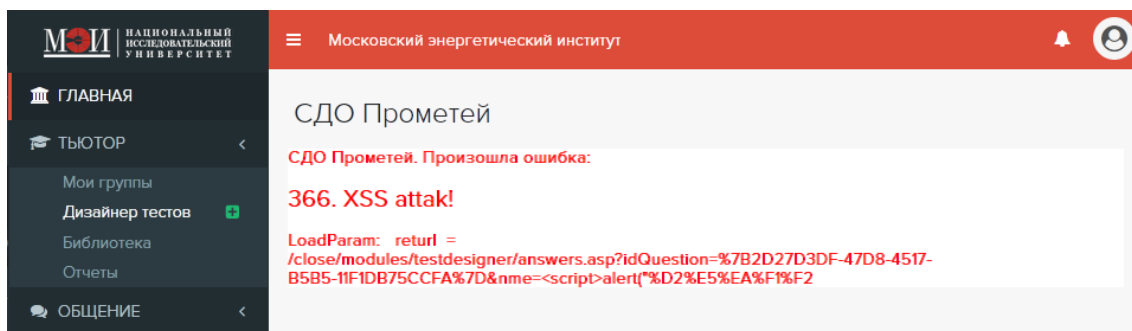 МЭИ
НАЦИОНАЛЬНЫЙ
ИССЛЕДОВАТЕЛЬСКИЙ
УНИВЕРСИТЕТ
Московский энергетический институт
ГЛАВНАЯ
ТЬЮТОР
Мои группы
Дизайнер тестов
Библиотека
Отчеты
ОБЩЕНИЕ
СДО Прометей
СДО Прометей. Произошла ошибка:
366. XSS attak!
LoadParam: returl =
/close/modules/testdesigner/answers.asp?idQuestion=%7B2D27D3DF-47D8-4517-
B5B5-11F1DB75CCFA%7D&nme=<script>alert("%D2%E5%EA%F1%F2